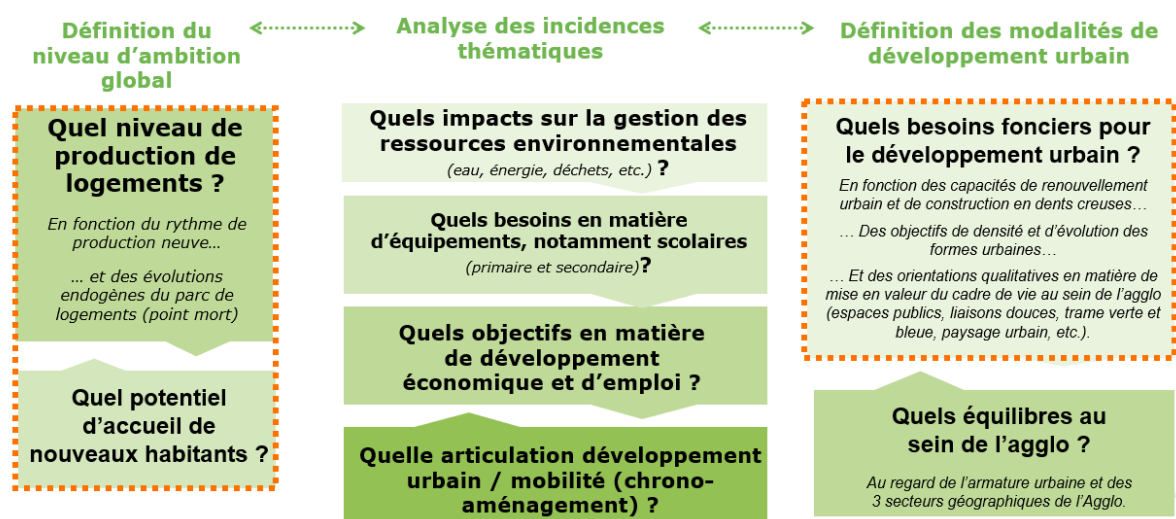 Définition du
niveau d’ambition
global
Quel niveau de
production de
logements ?
En fonction du rythme de
production neuve…
… et des évolutions
endogènes du parc de
logements (point mort)
Quel potentiel
d’accueil de
nouveaux habitants ?
Analyse des incidences
thématiques
Quels impacts sur la gestion des
ressources environnementales
(eau, énergie, déchets, etc.) ?
Quels besoins en matière
d’équipements, notamment scolaires
(primaire et secondaire)?
Quels objectifs en matière
de développement
économique et d’emploi ?
Quelle articulation développement
urbain / mobilité (chrono-
aménagement) ?
Définition des modalités de
développement urbain
Quels besoins fonciers pour
le développement urbain ?
En fonction des capacités de renouvellement
urbain et de construction en dents creuses…
… Des objectifs de densité et d’évolution des
formes urbaines…
… Et des orientations qualitatives en matière de
mise en valeur du cadre de vie au sein de l’agglo
(espaces publics, liaisons douces, trame verte et
bleue, paysage urbain, etc.).
Quels équilibres au
sein de l’agglo ?
Au regard de l’armature urbaine et des
3 secteurs géographiques de l’Agglo.